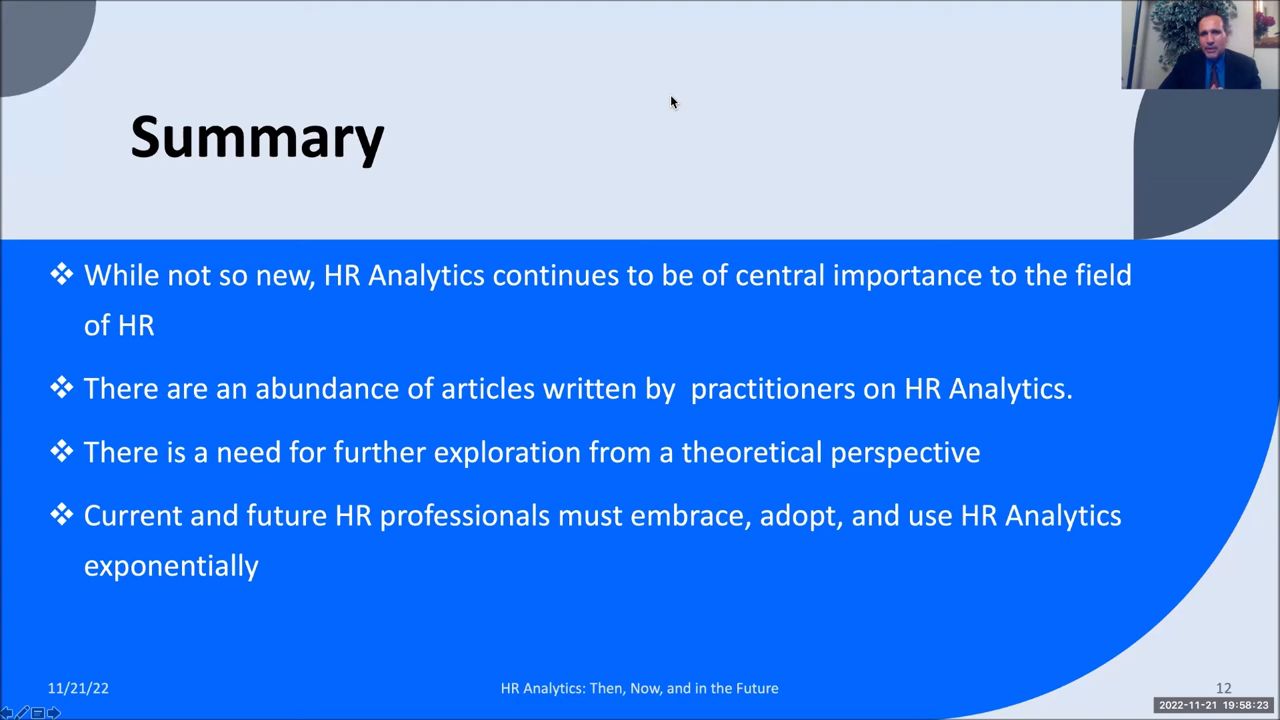 Summary
❖ While not so new, HR Analytics continues to be of central importance to the field
of HR
❖ There are an abundance of articles written by  practitioners on HR Analytics.
❖ There is a need for further exploration from a theoretical perspective
❖ Current and future HR professionals must embrace, adopt, and use HR Analytics
exponentially
11/21/22
HR Analytics: Then, Now, and in the Future
12
2022-11-21 19:58:23